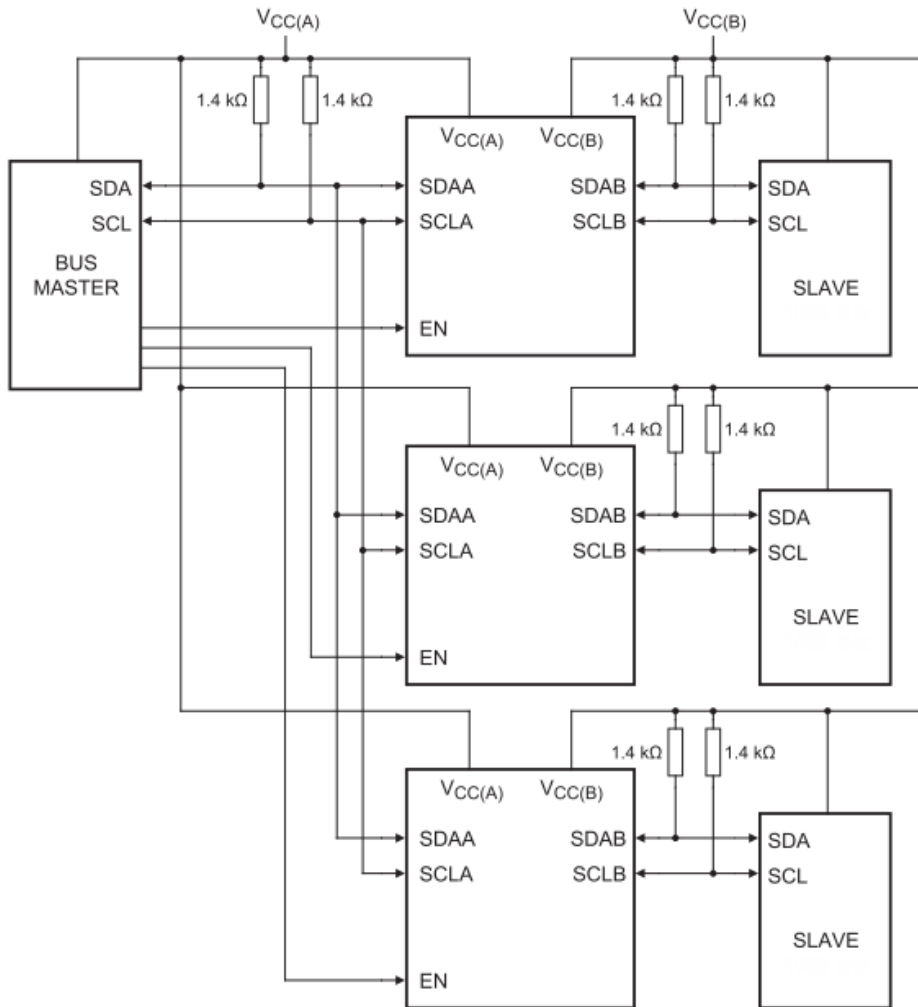 VCC(A) VCC(B)
1.4 kΩ 1.4 kΩ 1.4 kΩ 1.4 kΩ
VCC(A) VCC(B)
SDA SDAA SDAB SDA
SCL SCLA SCLB SCL
BUS
MASTER
SLAVE
EN
1.4 kΩ 1.4 kΩ
VCC(A) VCC(B)
SDAA SDAB SDA
SCLA SCLB SCL
SLAVE
EN
1.4 kΩ 1.4 kΩ
VCC(A) VCC(B)
SDAA SDAB SDA
SCLA SCLB SCL
SLAVE
EN